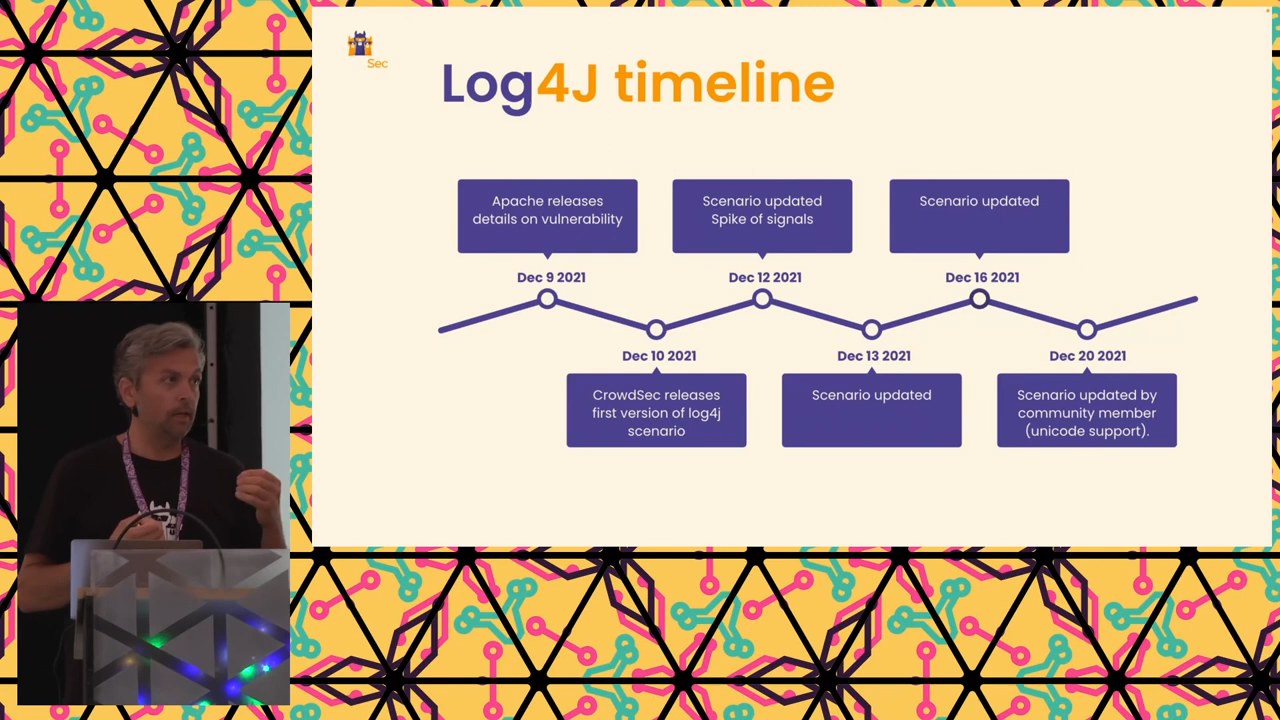 Sec
Log4J timeline
Apache releases
details on vulnerability
Dec 9 2021
Scenario updated
Spike of signals
Dec 12 2021
Scenario updated
Dec 16 2021
Dec 10 2021
CrowdSec releases
first version of log4j
scenario
Dec 13 2021
Scenario updated
Dec 20 2021
Scenario updated by
community member
(unicode support).